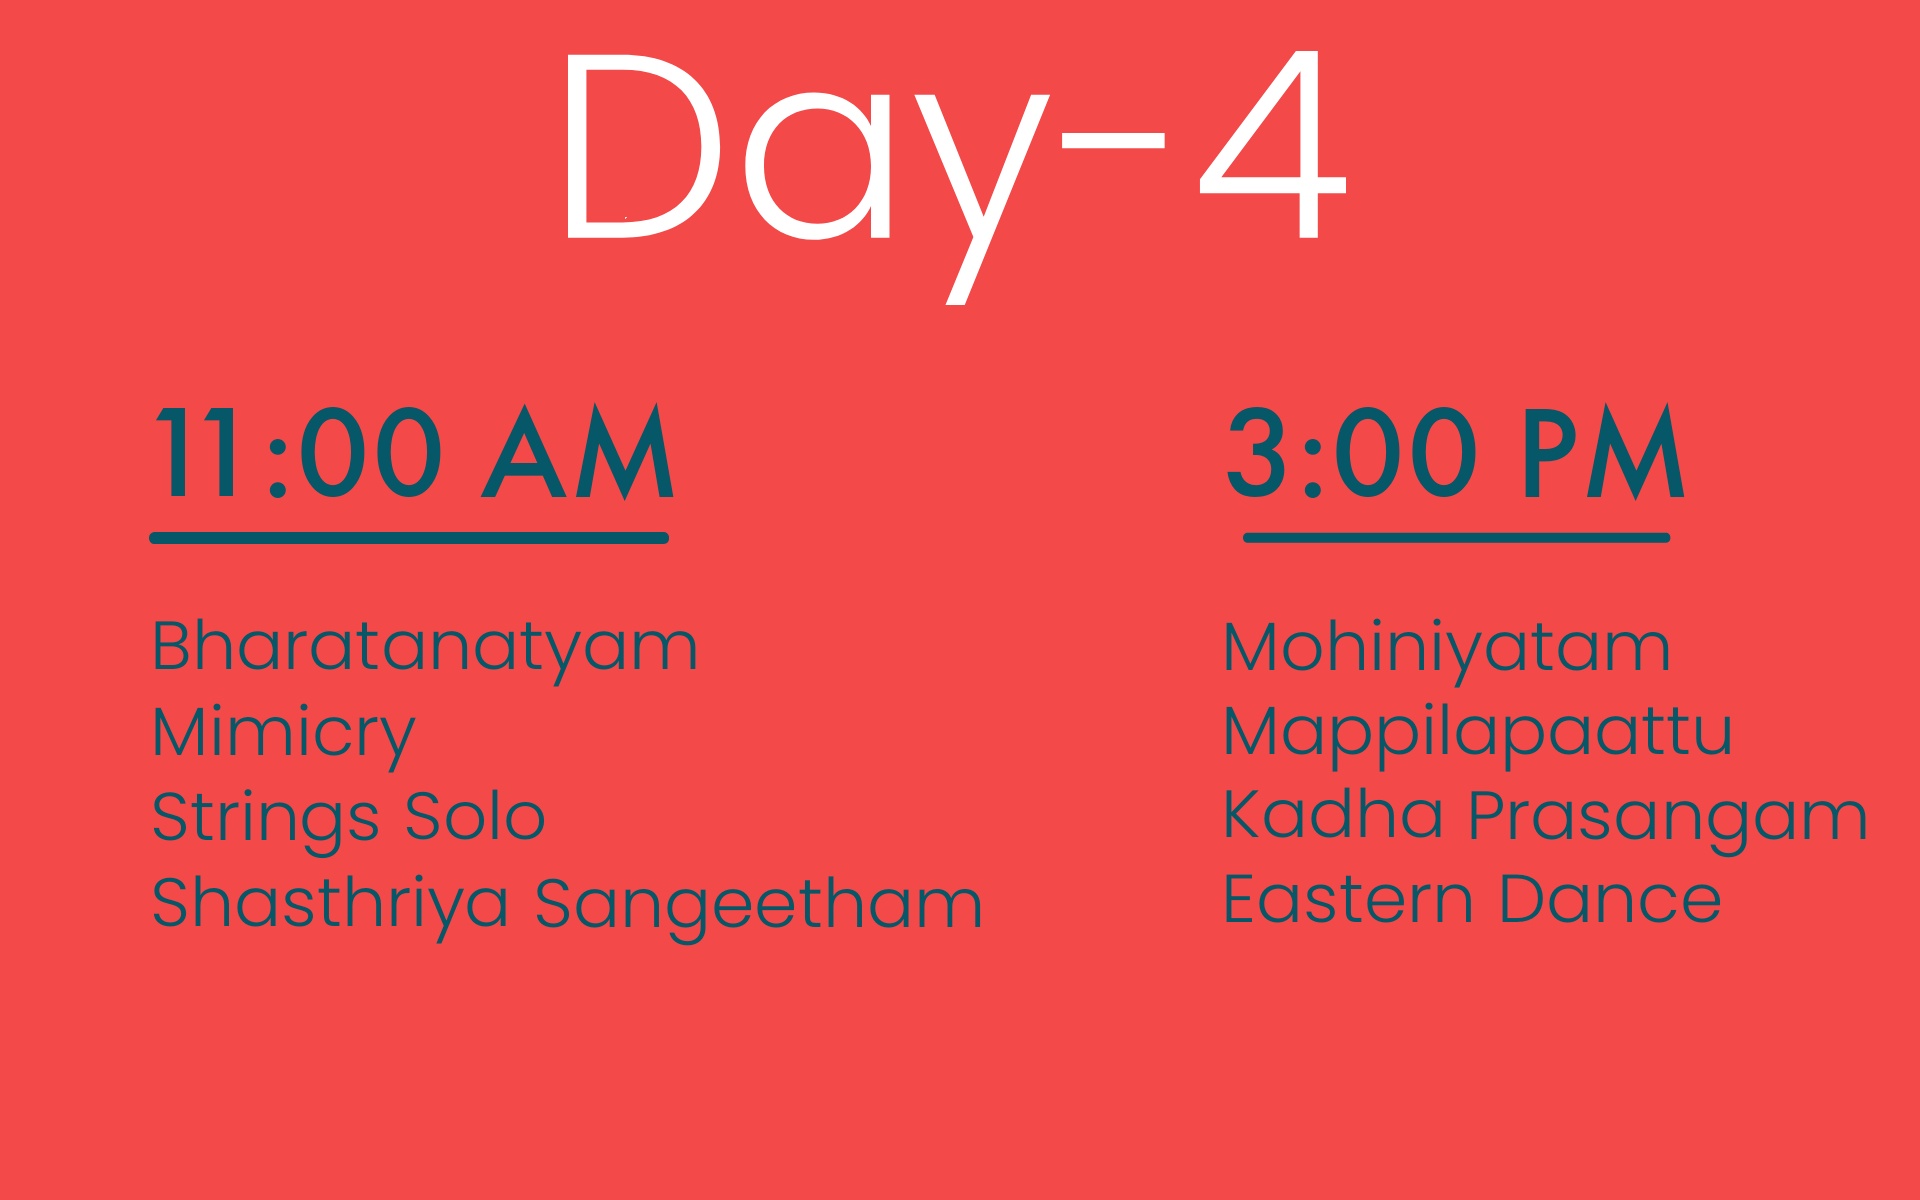 Day-4
11:00 AM
Bharatanatyam
Mimicry
Strings Solo
Shasthriya Sangeetham
3:00 PM
Mohiniyatam
Mappilapaattu
Kadha Prasangam
Eastern Dance